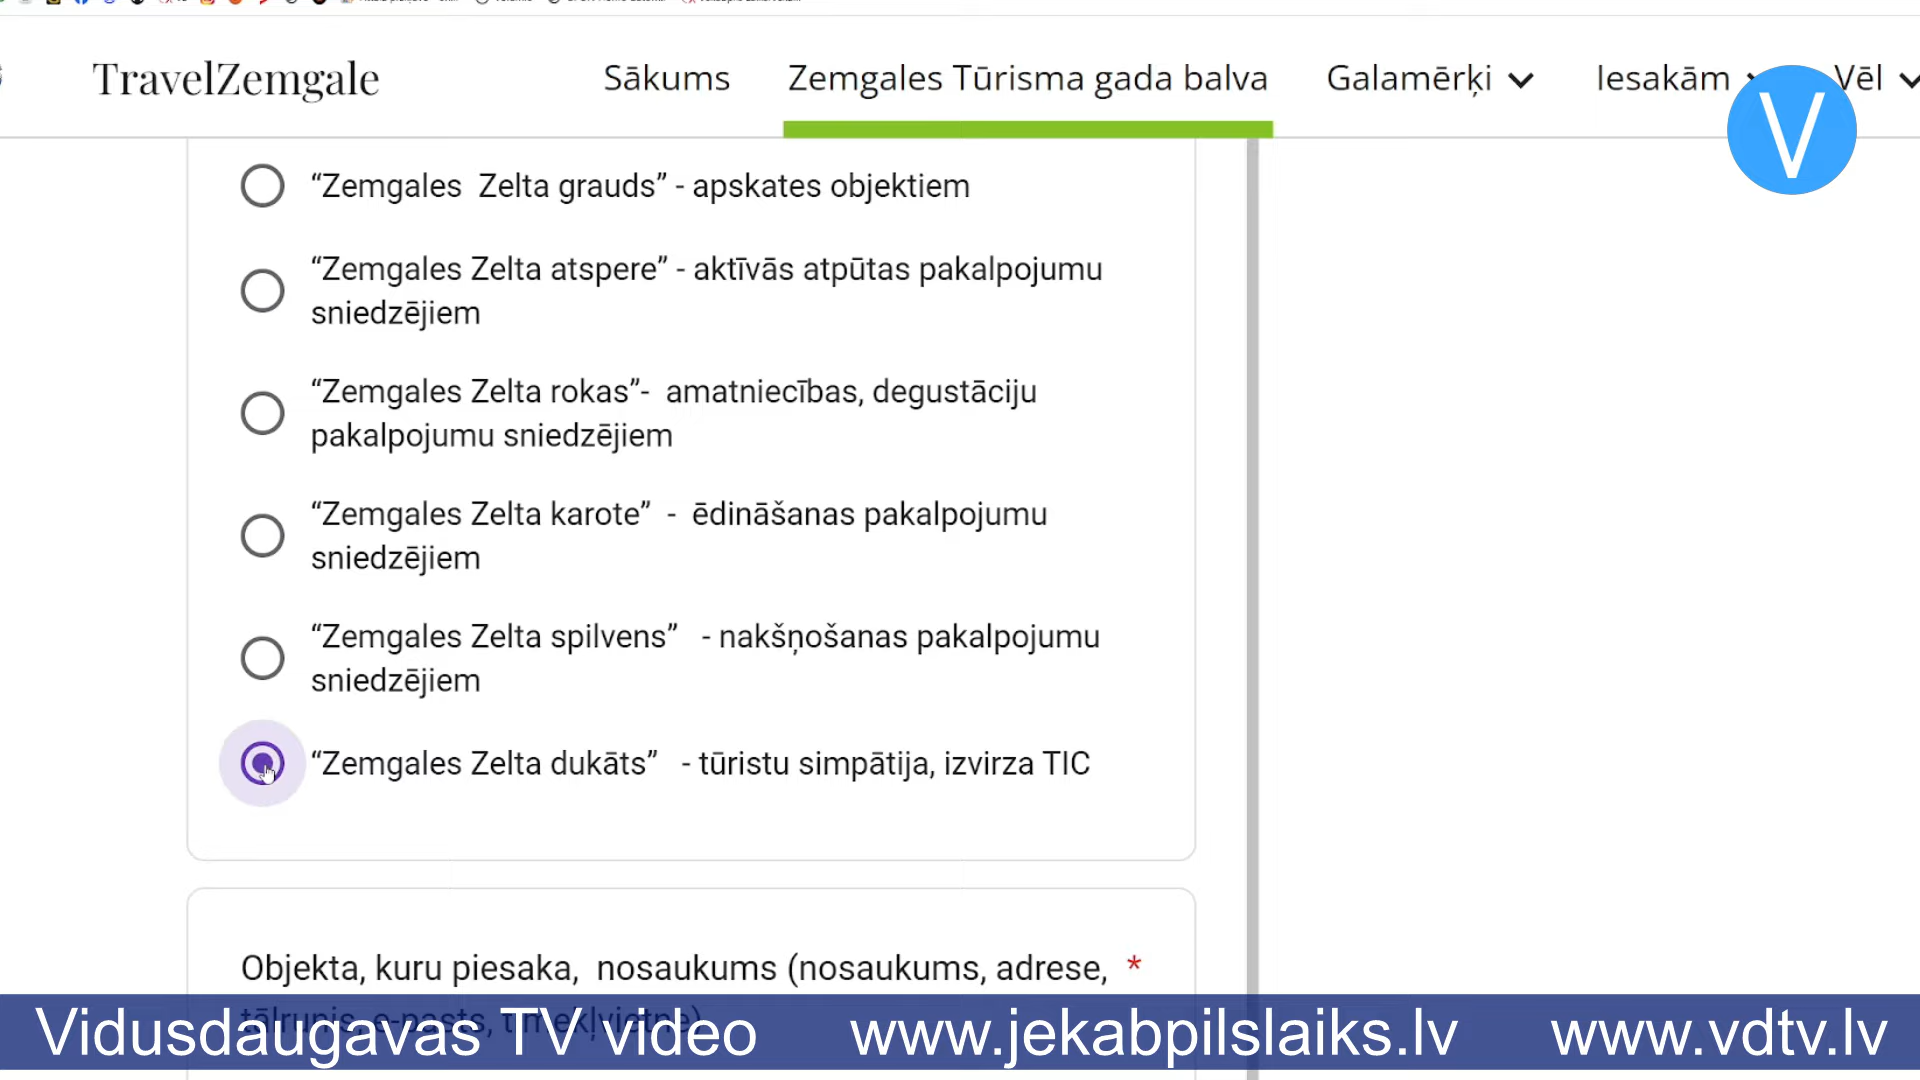 TravelZemgale
Sākums
Zemgales Tūrisma gada balva
Galamērķi
Iesakām
Vēl
V
“Zemgales Zelta grauds” - apskates objektiem
“Zemgales Zelta atspere” - aktīvās atpūtas pakalpojumu
sniedzējiem
“Zemgales Zelta rokas”- amatniecības, degustāciju
pakalpojumu sniedzējiem
“Zemgales Zelta karote” - ēdināšanas pakalpojumu
sniedzējiem
“Zemgales Zelta spilvens” - nakšņošanas pakalpojumu
sniedzējiem
“Zemgales Zelta dukāts” - tūristu simpātija, izvirza TIC
Objekta, kuru piesaka, nosaukums (nosaukums, adrese, *
tālrunis, e-pasts, tīmekļvietne)
Vidusdaugavas TV video www.jekabpilslaiks.lv www.vdtv.lv